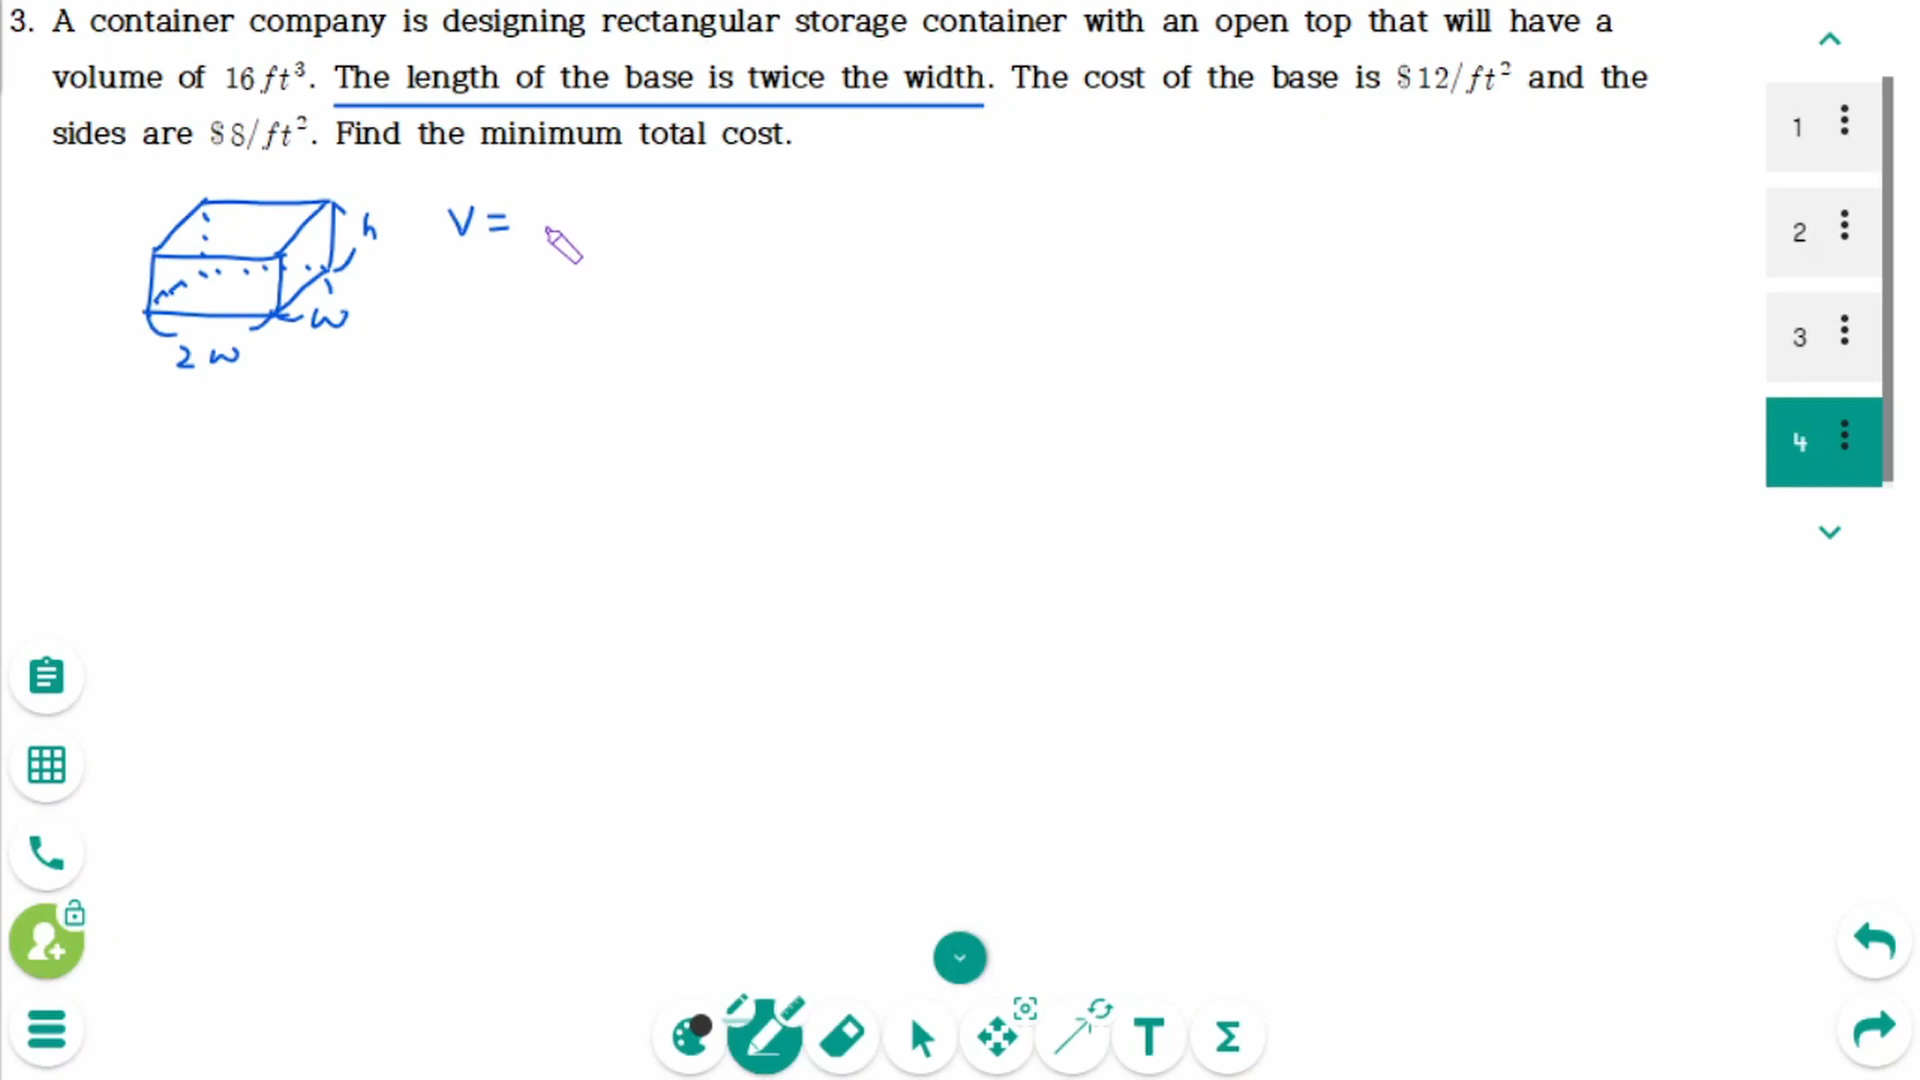 3. A container company is designing rectangular storage container with an open top that will have a
volume of 16 ft³. The length of the base is twice the width. The cost of the base is $12/ft² and the
sides are $8/ft². Find the minimum total cost.
h
V =
w
2w
1
2
3
4
T
Σ